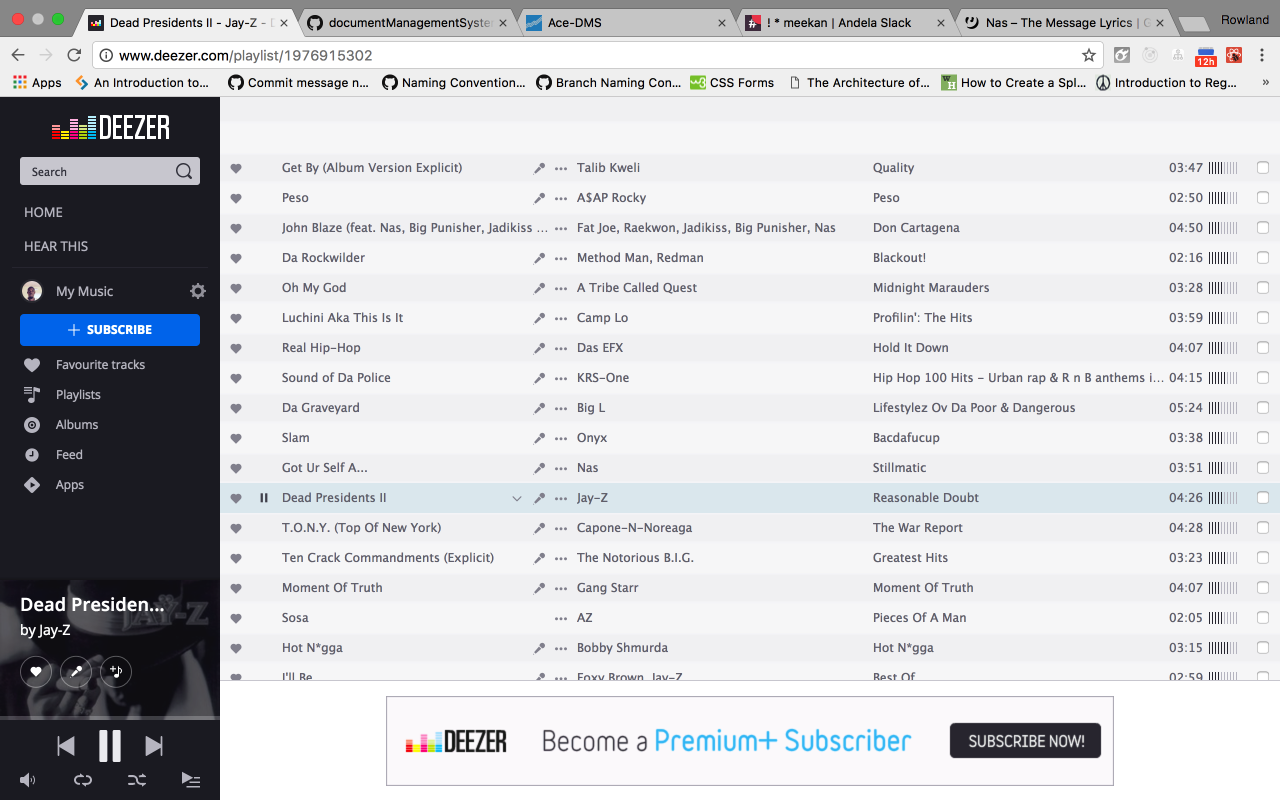 Dead Presidents II - Jay-Z - D
documentManagementSyste
Ace-DMS
! * meekan | Andela Slack
Nas – The Message Lyrics | G
Rowland
www.deezer.com/playlist/1976915302
12h
Apps
An Introduction to...
Commit message n...
Naming Convention...
Branch Naming Con...
CSS Forms
The Architecture of...
How to Create a Spl...
Introduction to Reg...
»
DEEZER
Search
HOME
HEAR THIS
My Music
+ SUBSCRIBE
Favourite tracks
Playlists
Albums
Feed
Apps
Get By (Album Version Explicit) Talib Kweli Quality 03:47
Peso A$AP Rocky Peso 02:50
John Blaze (feat. Nas, Big Punisher, Jadikiss ... Fat Joe, Raekwon, Jadikiss, Big Punisher, Nas Don Cartagena 04:50
Da Rockwilder Method Man, Redman Blackout! 02:16
Oh My God A Tribe Called Quest Midnight Marauders 03:28
Luchini Aka This Is It Camp Lo Profilin': The Hits 03:59
Real Hip-Hop Das EFX Hold It Down 04:07
Sound of Da Police KRS-One Hip Hop 100 Hits - Urban rap & R n B anthems i... 04:15
Da Graveyard Big L Lifestylez Ov Da Poor & Dangerous 05:24
Slam Onyx Bacdafucup 03:38
Got Ur Self A... Nas Stillmatic 03:51
Dead Presidents II Jay-Z Reasonable Doubt 04:26
T.O.N.Y. (Top Of New York) Capone-N-Noreaga The War Report 04:28
Ten Crack Commandments (Explicit) The Notorious B.I.G. Greatest Hits 03:23
Moment Of Truth Gang Starr Moment Of Truth 04:07
Sosa AZ Pieces Of A Man 02:05
Hot N*gga Bobby Shmurda Hot N*gga 03:15
I'll Be Foxy Brown, Jay-Z Best Of 02:59
JAY-Z
Dead Presiden...
by Jay-Z
DEEZER
Become a Premium+ Subscriber
SUBSCRIBE NOW!